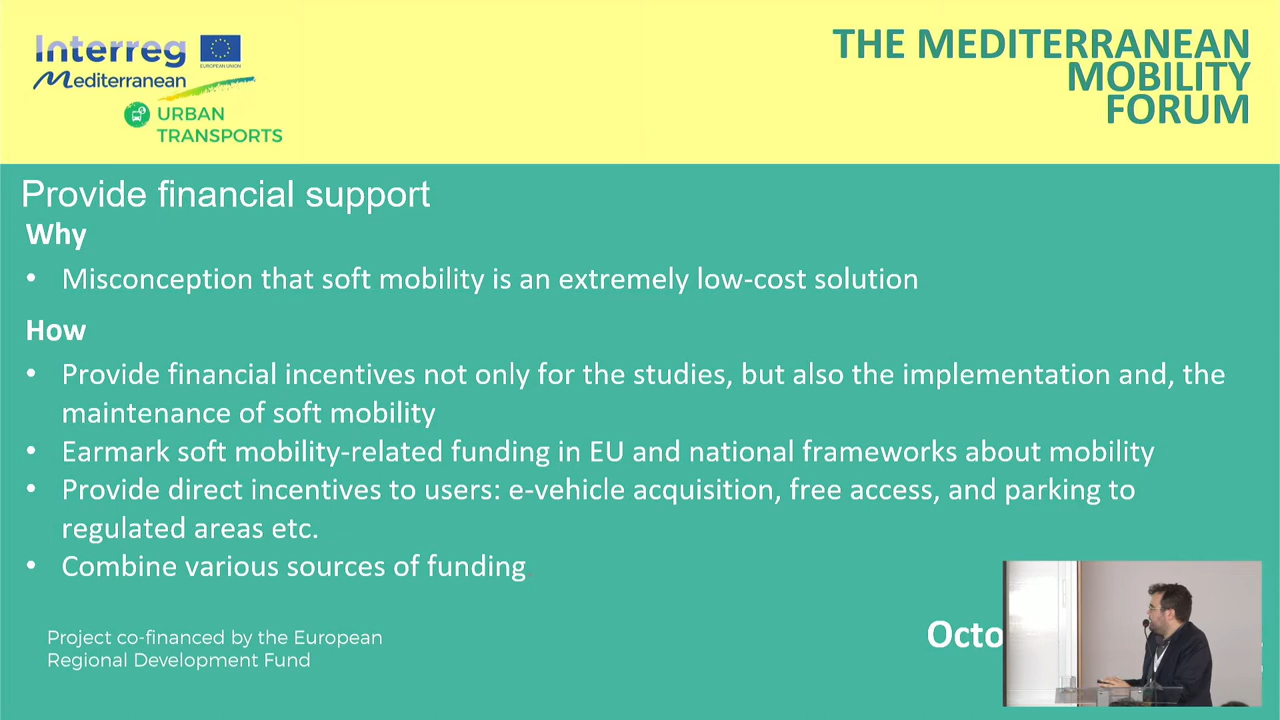 Interreg
EUROPEAN UNION
Mediterranean
URBAN
TRANSPORTS
THE MEDITERRANEAN
MOBILITY
FORUM
Provide financial support
Why
• Misconception that soft mobility is an extremely low-cost solution
How
• Provide financial incentives not only for the studies, but also the implementation and, the
maintenance of soft mobility
• Earmark soft mobility-related funding in EU and national frameworks about mobility
• Provide direct incentives to users: e-vehicle acquisition, free access, and parking to
regulated areas etc.
• Combine various sources of funding
Project co-financed by the European
Regional Development Fund
Octo